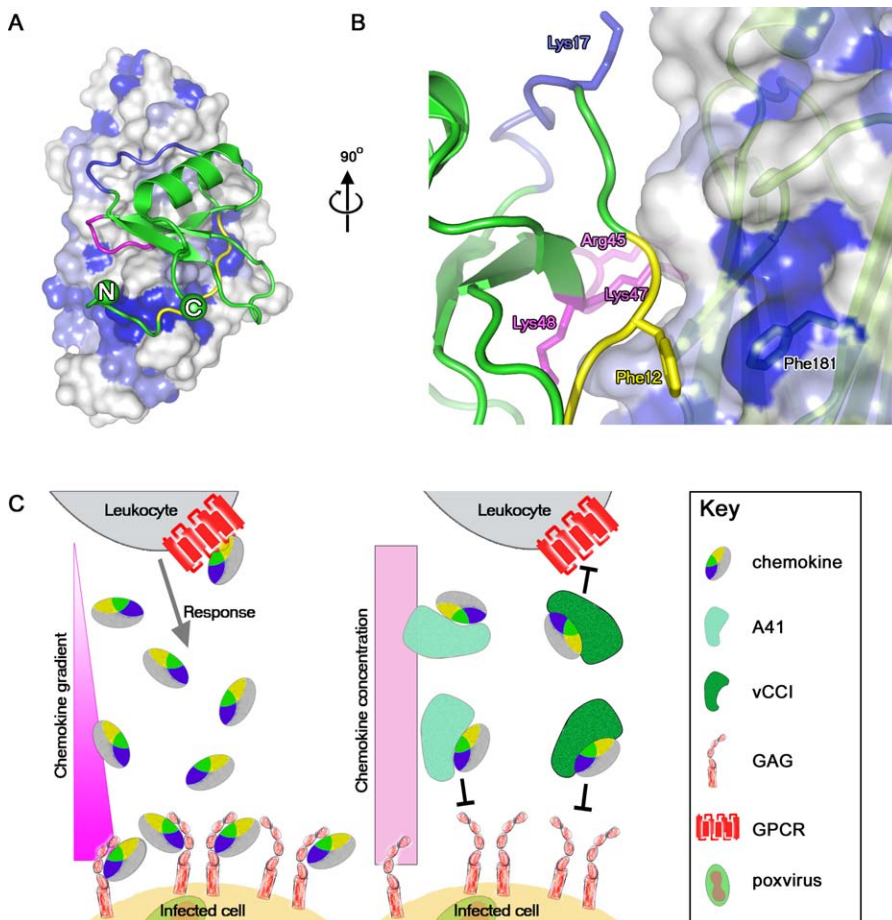 A
N
C
90°
B
Lys17
Arg45
Lys47
Lys48
Phe12
Phe181
C
Leukocyte
Response
Chemokine gradient
Infected cell
Leukocyte
Chemokine concentration
Infected cell
Key
chemokine
A41
vCCI
GAG
GPCR
poxvirus